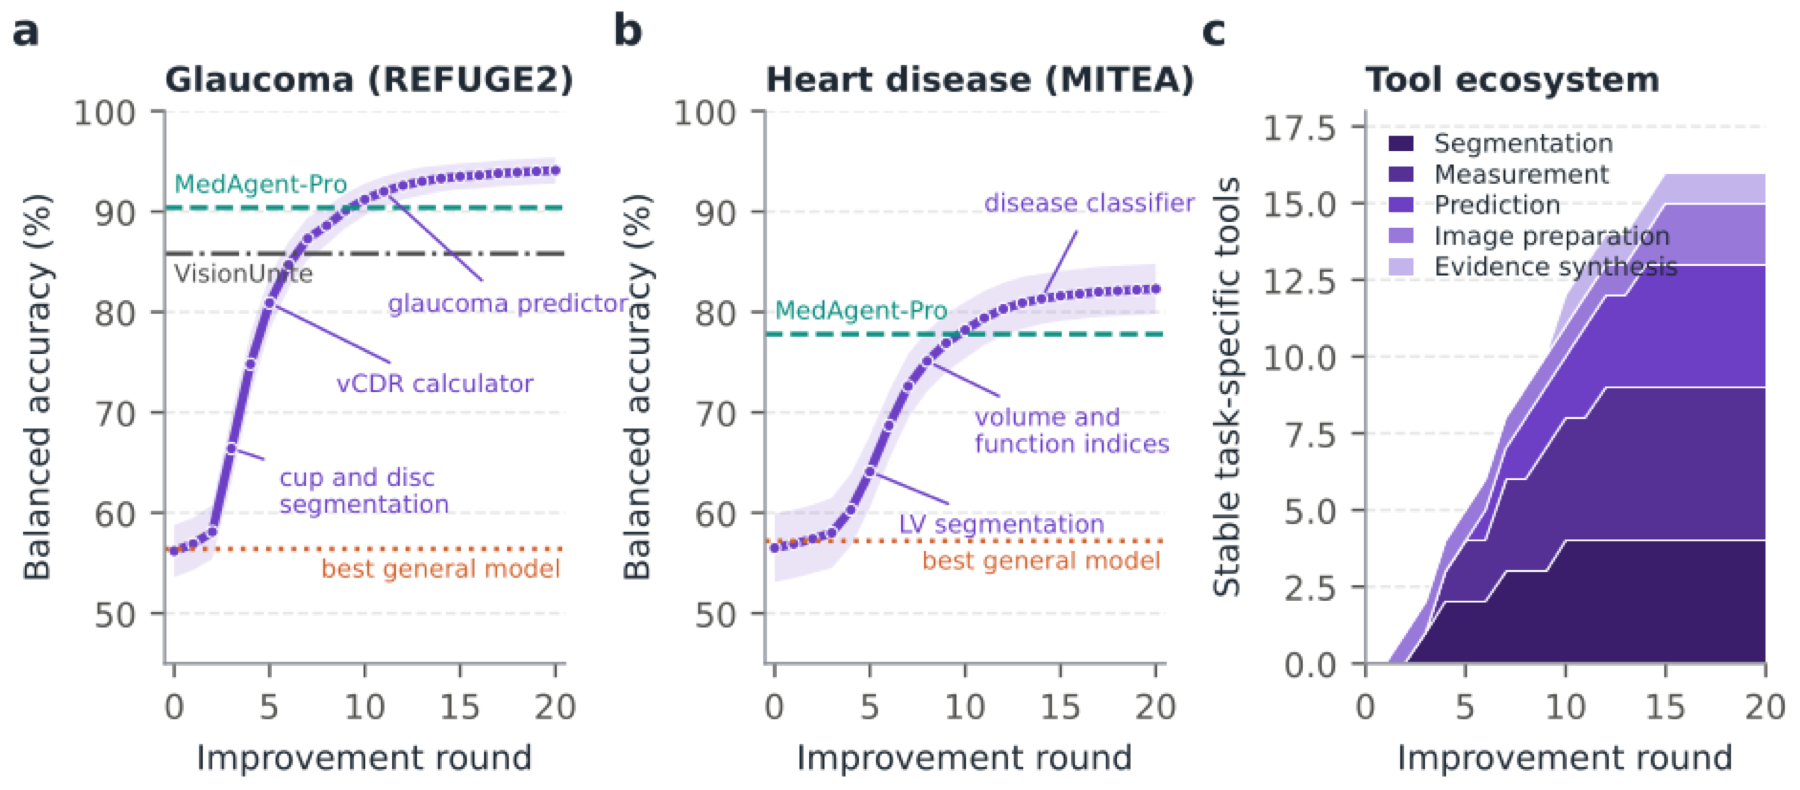 a
Glaucoma (REFUGE2)
Balanced accuracy (%)
100
90
80
70
60
50
MedAgent-Pro
VisionUnite
glaucoma predictor
vCDR calculator
cup and disc
segmentation
best general model
0 5 10 15 20
Improvement round
b
Heart disease (MITEA)
Balanced accuracy (%)
100
90
80
70
60
50
disease classifier
MedAgent-Pro
volume and
function indices
LV segmentation
best general model
0 5 10 15 20
Improvement round
c
Tool ecosystem
Stable task-specific tools
17.5
15.0
12.5
10.0
7.5
5.0
2.5
0.0
Segmentation
Measurement
Prediction
Image preparation
Evidence synthesis
0 5 10 15 20
Improvement round